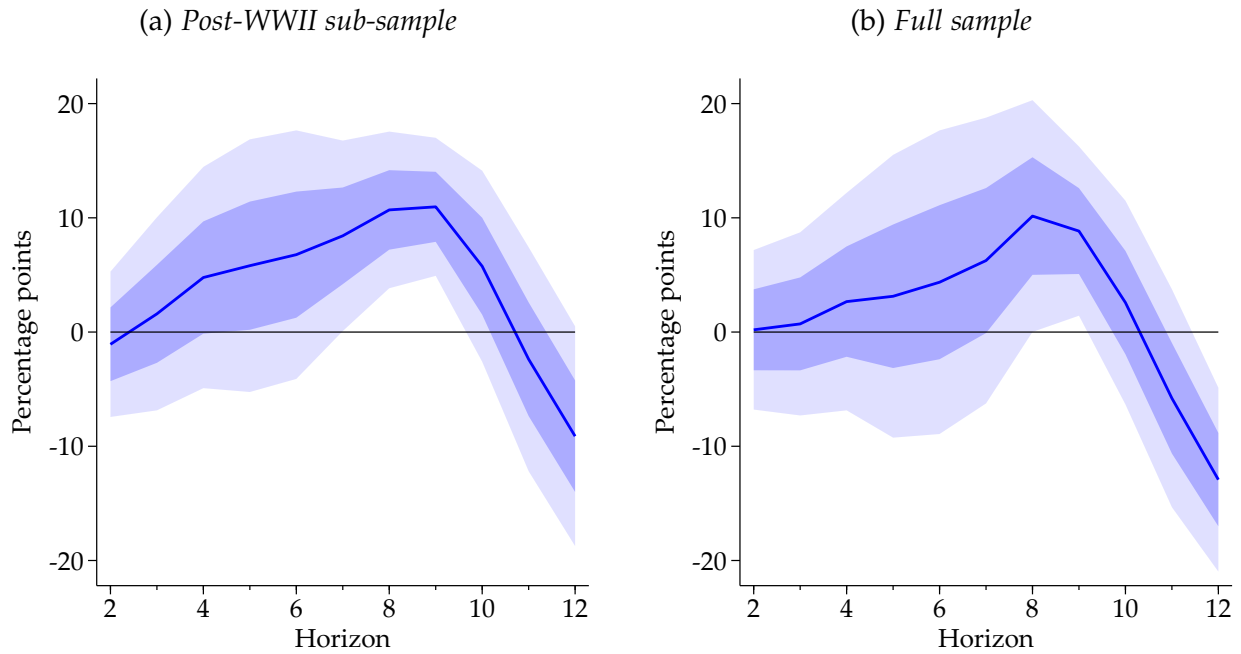 (a) Post-WWII sub-sample
20
10
0
-10
-20
Percentage points
2 4 6 8 10 12
Horizon
(b) Full sample
20
10
0
-10
-20
Percentage points
2 4 6 8 10 12
Horizon